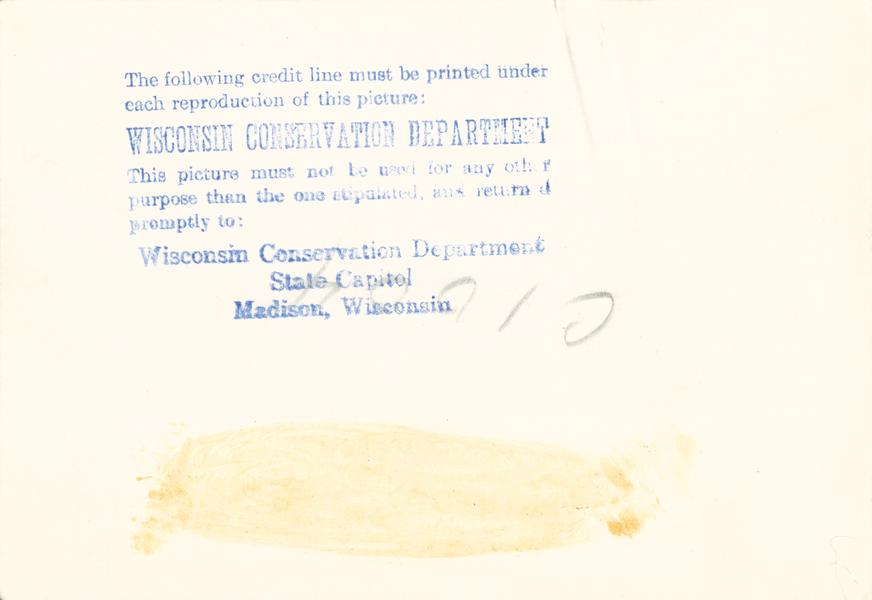 The following credit line must be printed under
each reproduction of this picture:
WISCONSIN CONSERVATION DEPARTMENT
This picture must not be used for any other
purpose than the one stipulated, and returned
promptly to:
Wisconsin Conservation Department
State Capitol
Madison, Wisconsin